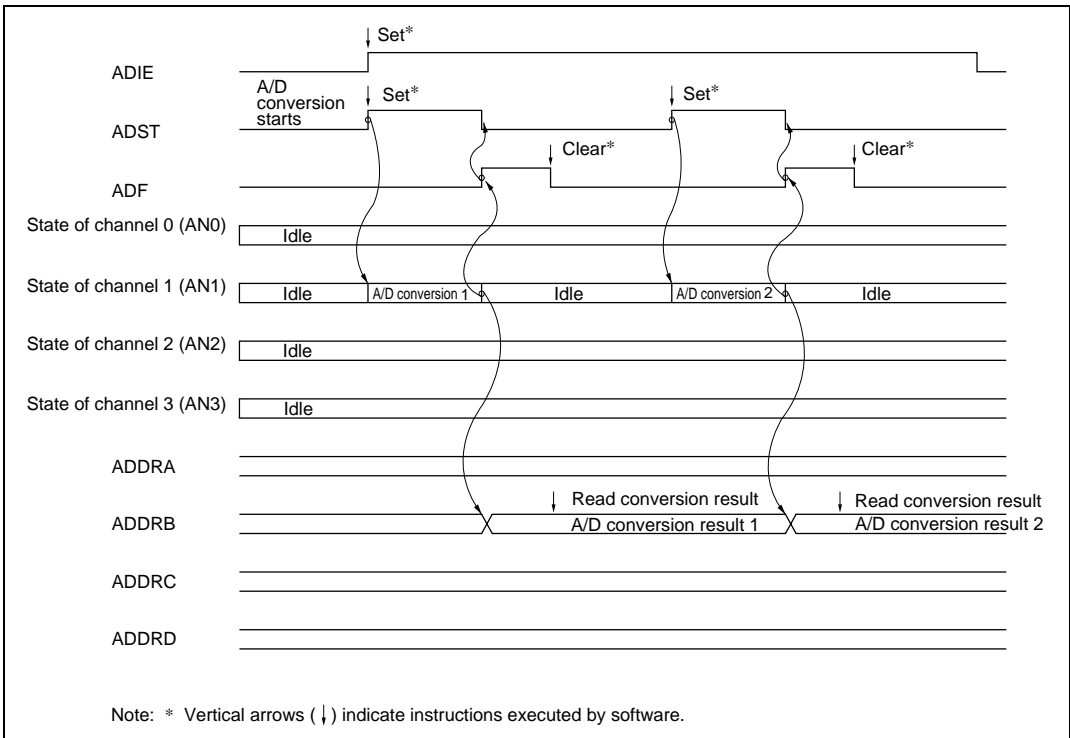 Set*
ADIE
A/D
conversion
starts
Set*
Set*
ADST
Clear*
Clear*
ADF
State of channel 0 (AN0)
Idle
State of channel 1 (AN1)
Idle
A/D conversion 1
Idle
A/D conversion 2
Idle
State of channel 2 (AN2)
Idle
State of channel 3 (AN3)
Idle
ADDRA
Read conversion result
Read conversion result
ADDRB
A/D conversion result 1
A/D conversion result 2
ADDRC
ADDRD
Note: * Vertical arrows (↓) indicate instructions executed by software.